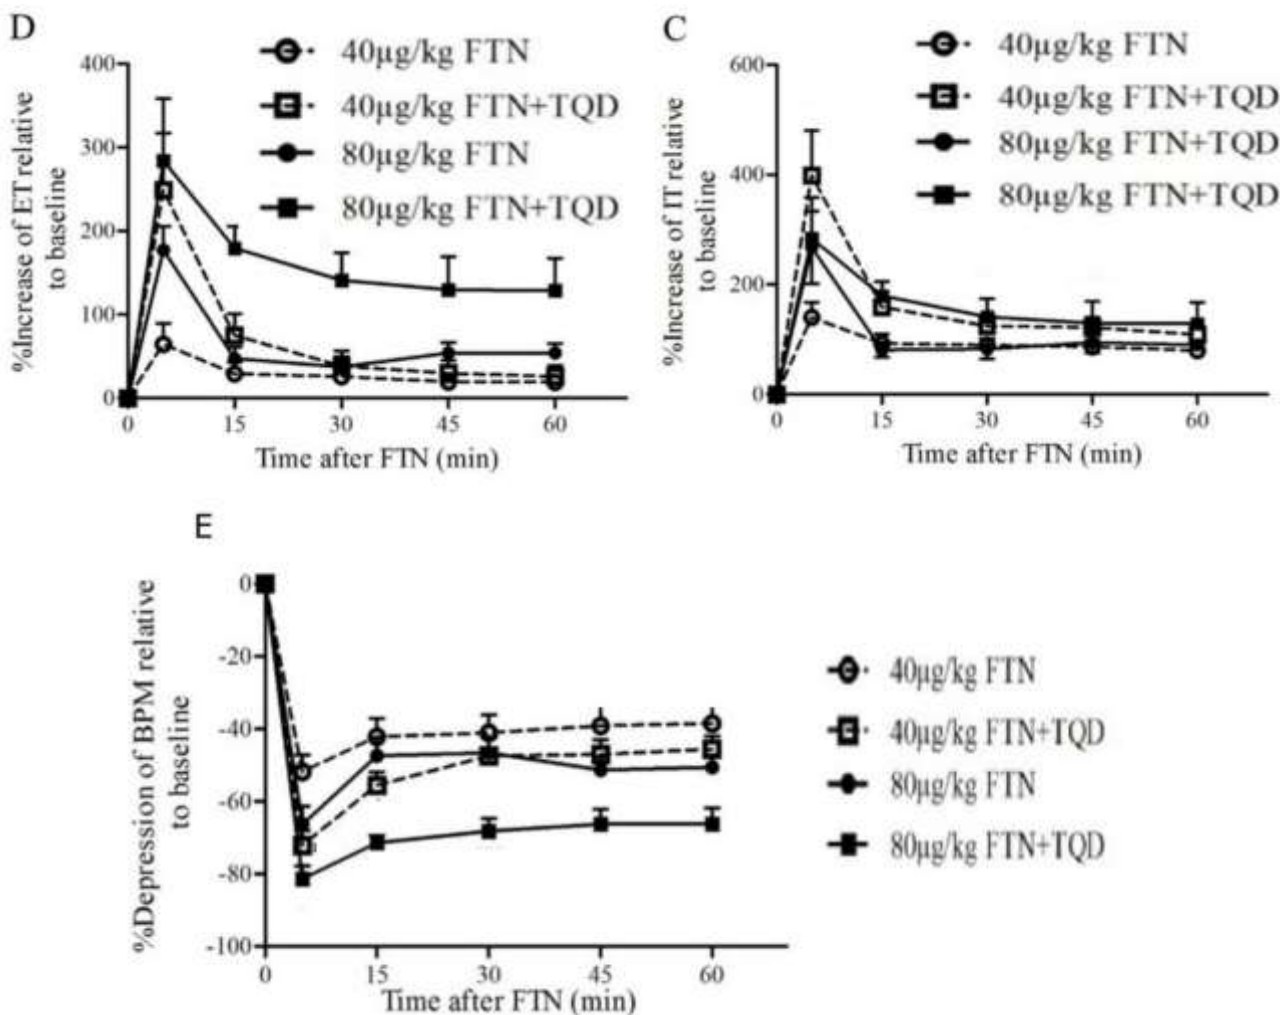 D
40µg/kg FTN
40µg/kg FTN+TQD
80µg/kg FTN
80µg/kg FTN+TQD
%Increase of ET relative
to baseline
400
300
200
100
0
0 15 30 45 60
Time after FTN (min)
C
40µg/kg FTN
40µg/kg FTN+TQD
80µg/kg FTN+TQD
80µg/kg FTN+TQD
%Increase of IT relative
to baseline
600
400
200
0
0 15 30 45 60
Time after FTN (min)
E
%Depression of BPM relative
to baseline
0
-20
-40
-60
-80
-100
0 15 30 45 60
Time after FTN (min)
40µg/kg FTN
40µg/kg FTN+TQD
80µg/kg FTN
80µg/kg FTN+TQD